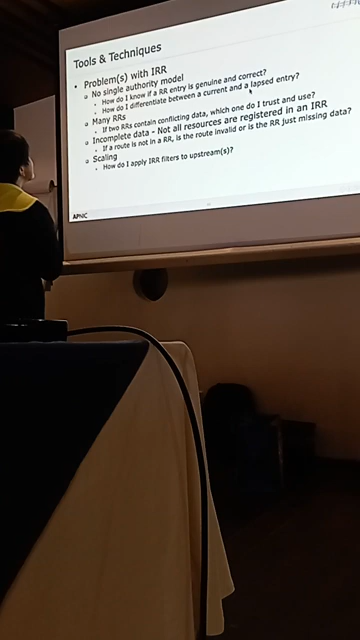 Tools & Techniques
• Problem(s) with IRR
No single authority model
• How do I know if a RR entry is genuine and correct?
• How do I differentiate between a current and a lapsed entry?
Many RRs
• If two RRs contain conflicting data, which one do I trust and use?
Incomplete data - Not all resources are registered in an IRR
• If a route is not in a RR, is the route invalid or is the RR just missing data?
Scaling
• How do I apply IRR filters to upstream(s)?
APNIC